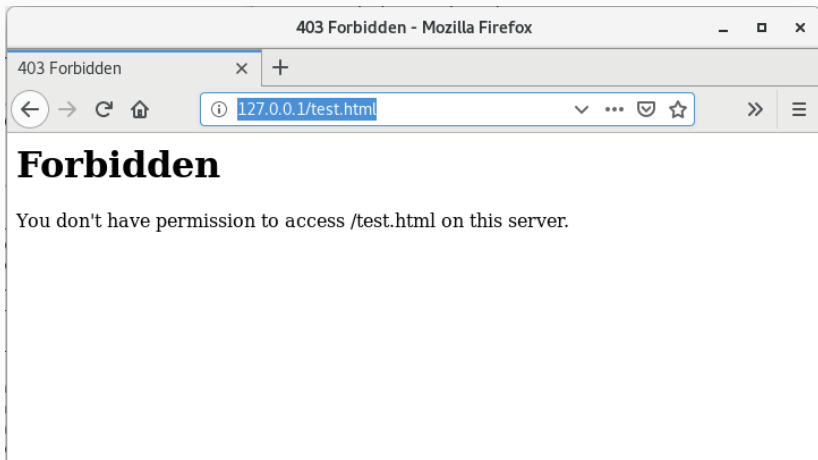 403 Forbidden - Mozilla Firefox
403 Forbidden
127.0.0.1/test.html
Forbidden
You don't have permission to access /test.html on this server.